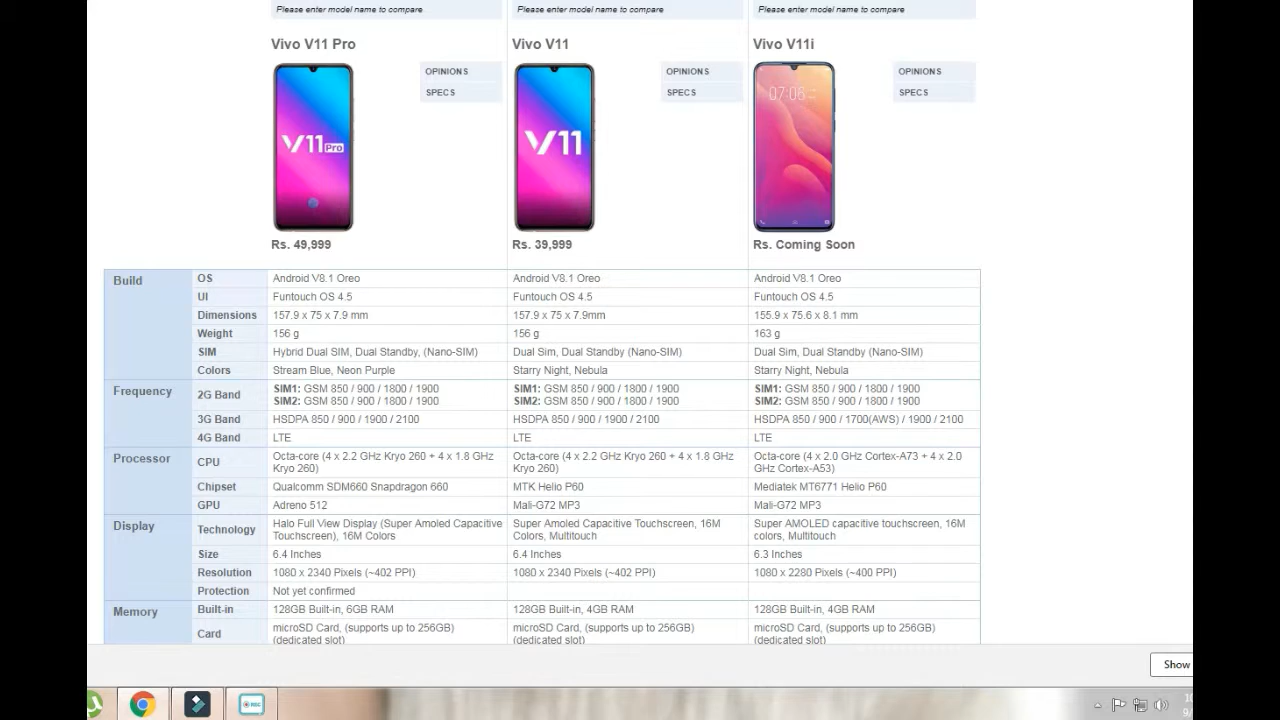 Please enter model name to compare Please enter model name to compare Please enter model name to compare
Vivo V11 Pro Vivo V11 Vivo V11i
OPINIONS OPINIONS OPINIONS
SPECS SPECS SPECS
07:06
V11 Pro V11
Rs. 49,999 Rs. 39,999 Rs. Coming Soon
Build OS Android V8.1 Oreo Android V8.1 Oreo Android V8.1 Oreo
UI Funtouch OS 4.5 Funtouch OS 4.5 Funtouch OS 4.5
Dimensions 157.9 x 75 x 7.9 mm 157.9 x 75 x 7.9mm 155.9 x 75.6 x 8.1 mm
Weight 156 g 156 g 163 g
SIM Hybrid Dual SIM, Dual Standby, (Nano-SIM) Dual Sim, Dual Standby (Nano-SIM) Dual Sim, Dual Standby (Nano-SIM)
Colors Stream Blue, Neon Purple Starry Night, Nebula Starry Night, Nebula
Frequency 2G Band SIM1: GSM 850 / 900 / 1800 / 1900 SIM1: GSM 850 / 900 / 1800 / 1900 SIM1: GSM 850 / 900 / 1800 / 1900
SIM2: GSM 850 / 900 / 1800 / 1900 SIM2: GSM 850 / 900 / 1800 / 1900 SIM2: GSM 850 / 900 / 1800 / 1900
3G Band HSDPA 850 / 900 / 1900 / 2100 HSDPA 850 / 900 / 1900 / 2100 HSDPA 850 / 900 / 1700(AWS) / 1900 / 2100
4G Band LTE LTE LTE
Processor CPU Octa-core (4 x 2.2 GHz Kryo 260 + 4 x 1.8 GHz Octa-core (4 x 2.2 GHz Kryo 260 + 4 x 1.8 GHz Octa-core (4 x 2.0 GHz Cortex-A73 + 4 x 2.0
Kryo 260) Kryo 260) GHz Cortex-A53)
Chipset Qualcomm SDM660 Snapdragon 660 MTK Helio P60 Mediatek MT6771 Helio P60
GPU Adreno 512 Mali-G72 MP3 Mali-G72 MP3
Display Technology Halo Full View Display (Super Amoled Capacitive Super Amoled Capacitive Touchscreen, 16M Super AMOLED capacitive touchscreen, 16M
Touchscreen), 16M Colors Colors, Multitouch colors, Multitouch
Size 6.4 Inches 6.4 Inches 6.3 Inches
Resolution 1080 x 2340 Pixels (~402 PPI) 1080 x 2340 Pixels (~402 PPI) 1080 x 2280 Pixels (~400 PPI)
Protection Not yet confirmed
Memory Built-in 128GB Built-in, 6GB RAM 128GB Built-in, 4GB RAM 128GB Built-in, 4GB RAM
Card microSD Card, (supports up to 256GB) microSD Card, (supports up to 256GB) microSD Card, (supports up to 256GB)
(dedicated slot) (dedicated slot) (dedicated slot)
Show
REC